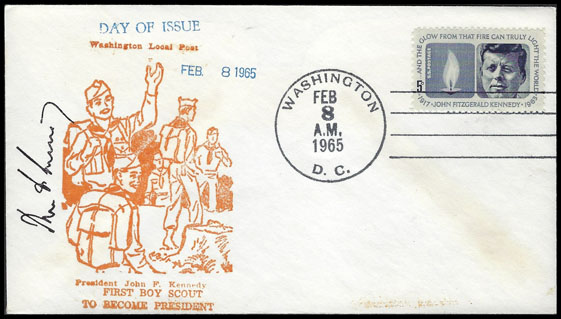 DAY OF ISSUE
Washington Local Post
FEB. 8 1965
WASHINGTON
FEB
8
A.M.
1965
D. C.
AND THE GLOW FROM THAT FIRE CAN TRULY LIGHT THE WORLD
U.S. POSTAGE
5¢
1917 · JOHN FITZGERALD KENNEDY · 1963
President John F. Kennedy
FIRST BOY SCOUT
TO BECOME PRESIDENT